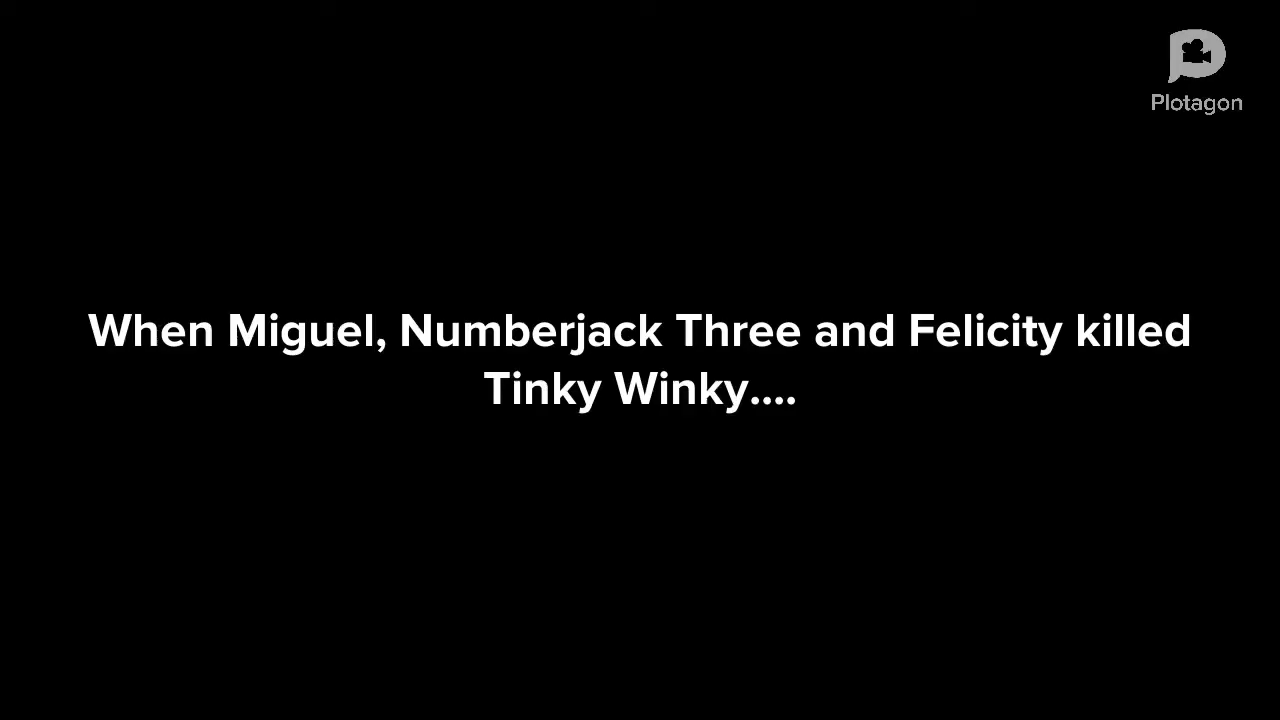 Plotagon
When Miguel, Numberjack Three and Felicity killed
Tinky Winky....